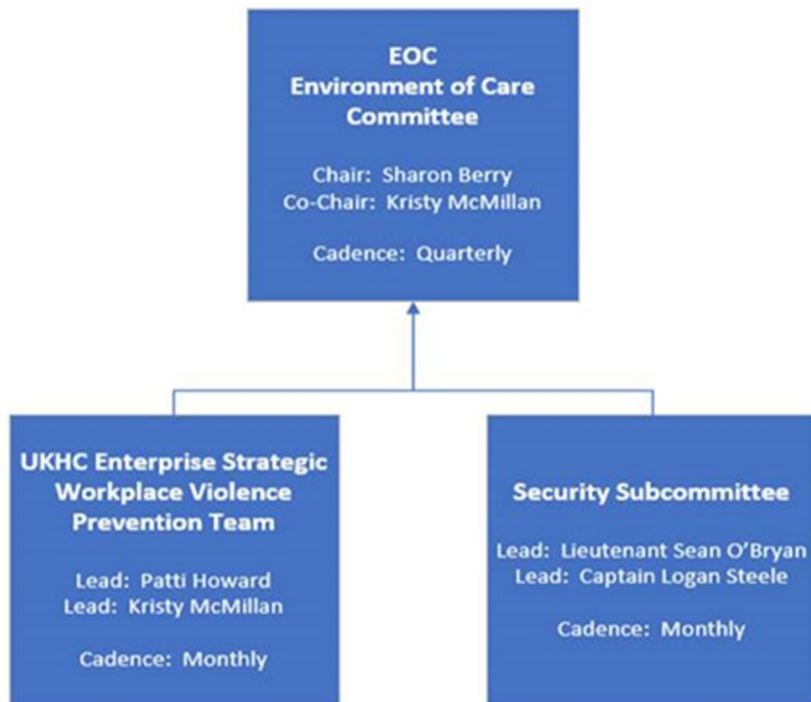 EOC
Environment of Care
Committee
Chair: Sharon Berry
Co-Chair: Kristy McMillan
Cadence: Quarterly
UKHC Enterprise Strategic
Workplace Violence
Prevention Team
Lead: Patti Howard
Lead: Kristy McMillan
Cadence: Monthly
Security Subcommittee
Lead: Lieutenant Sean O'Bryan
Lead: Captain Logan Steele
Cadence: Monthly